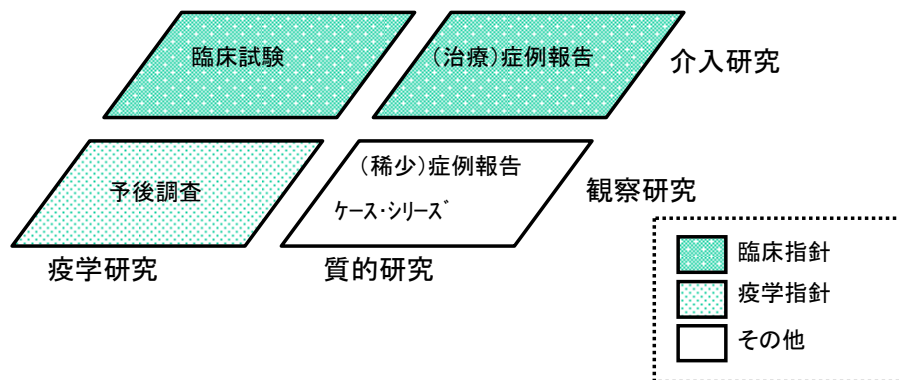 臨床試験
（治療）症例報告
介入研究
予後調査
（稀少）症例報告
ｹｰｽ･ｼﾘｰｽﾞ
観察研究
疫学研究
質的研究
臨床指針
疫学指針
その他